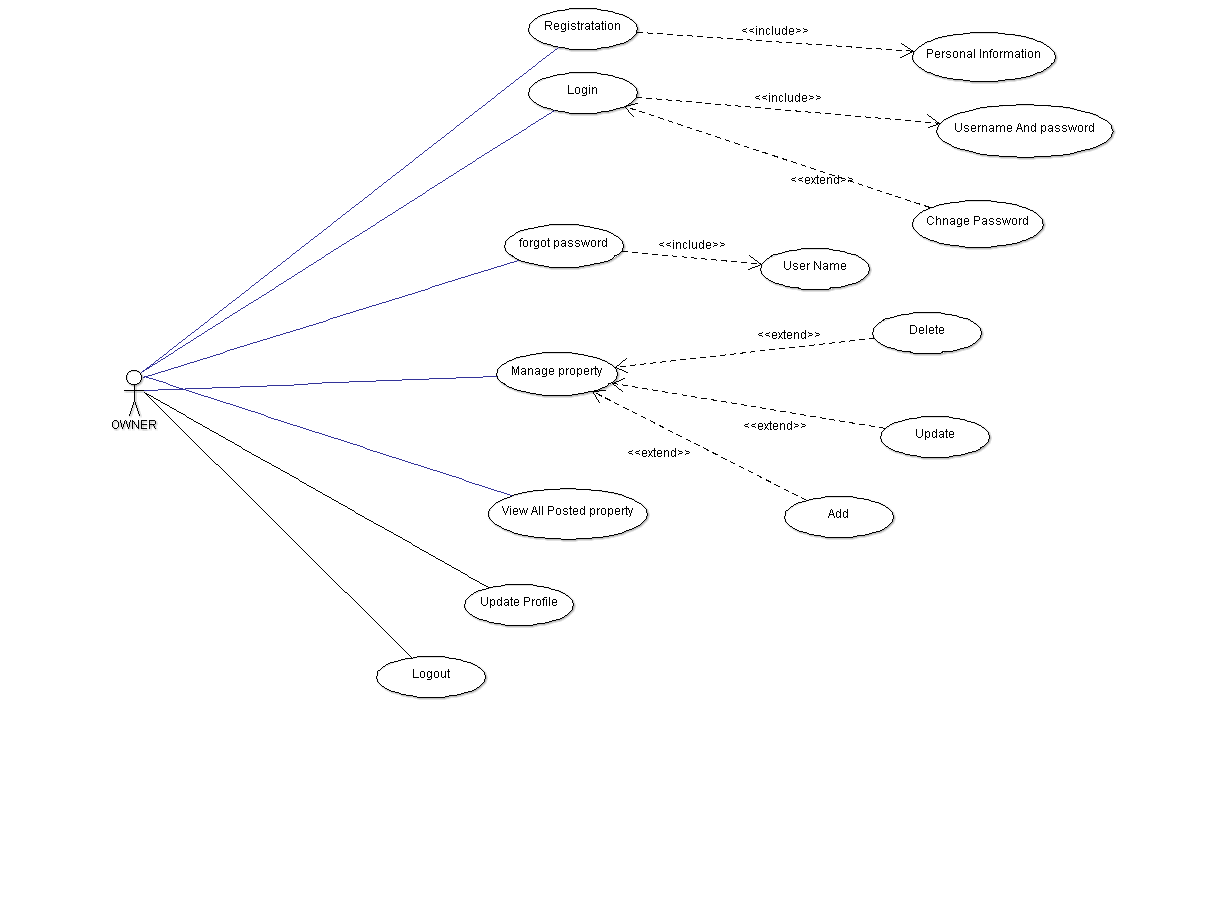 Registratation
<<include>>
Personal Information
Login
<<include>>
Username And password
<<extend>>
Chnage Password
forgot password
<<include>>
User Name
Delete
<<extend>>
Manage property
<<extend>>
Update
OWNER
<<extend>>
View All Posted property
Add
Update Profile
Logout